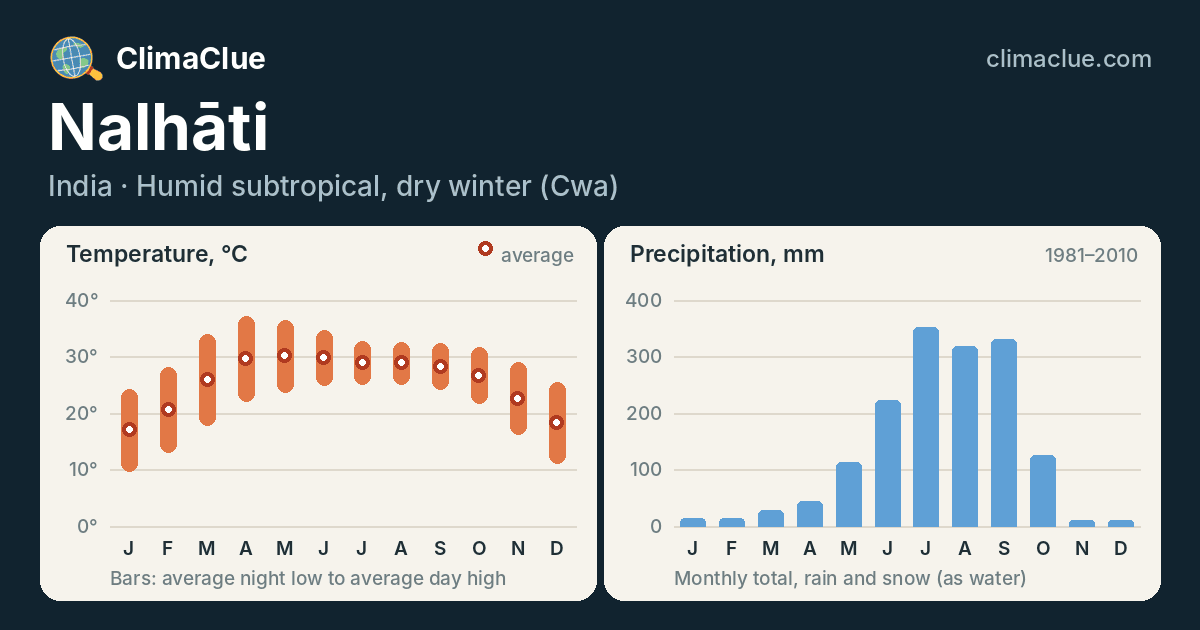 ClimaClue
climaclue.com
Nalhāti
India · Humid subtropical, dry winter (Cwa)
Temperature, °C
average
40°
30°
20°
10°
0°
J F M A M J J A S O N D
Bars: average night low to average day high
Precipitation, mm
1981–2010
400
300
200
100
0
J F M A M J J A S O N D
Monthly total, rain and snow (as water)